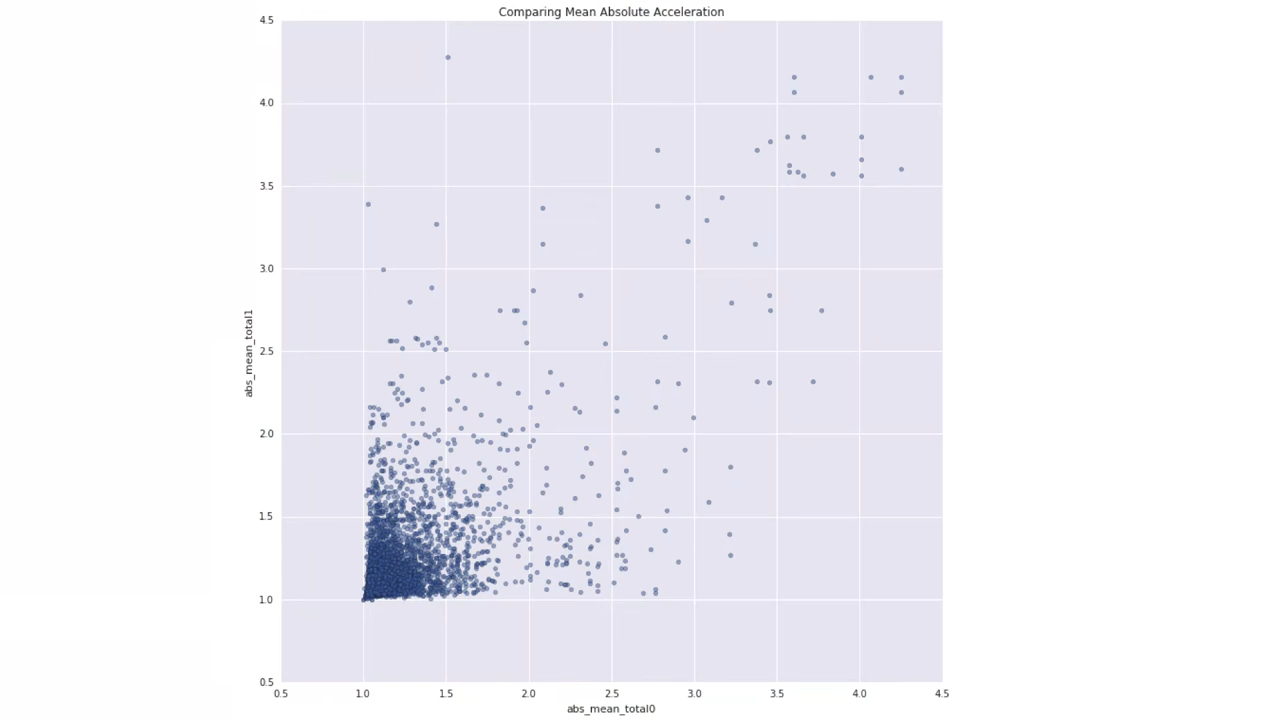 Comparing Mean Absolute Acceleration
4.5
4.0
3.5
3.0
2.5
2.0
1.5
1.0
0.5
abs_mean_total1
0.5 1.0 1.5 2.0 2.5 3.0 3.5 4.0 4.5
abs_mean_total0